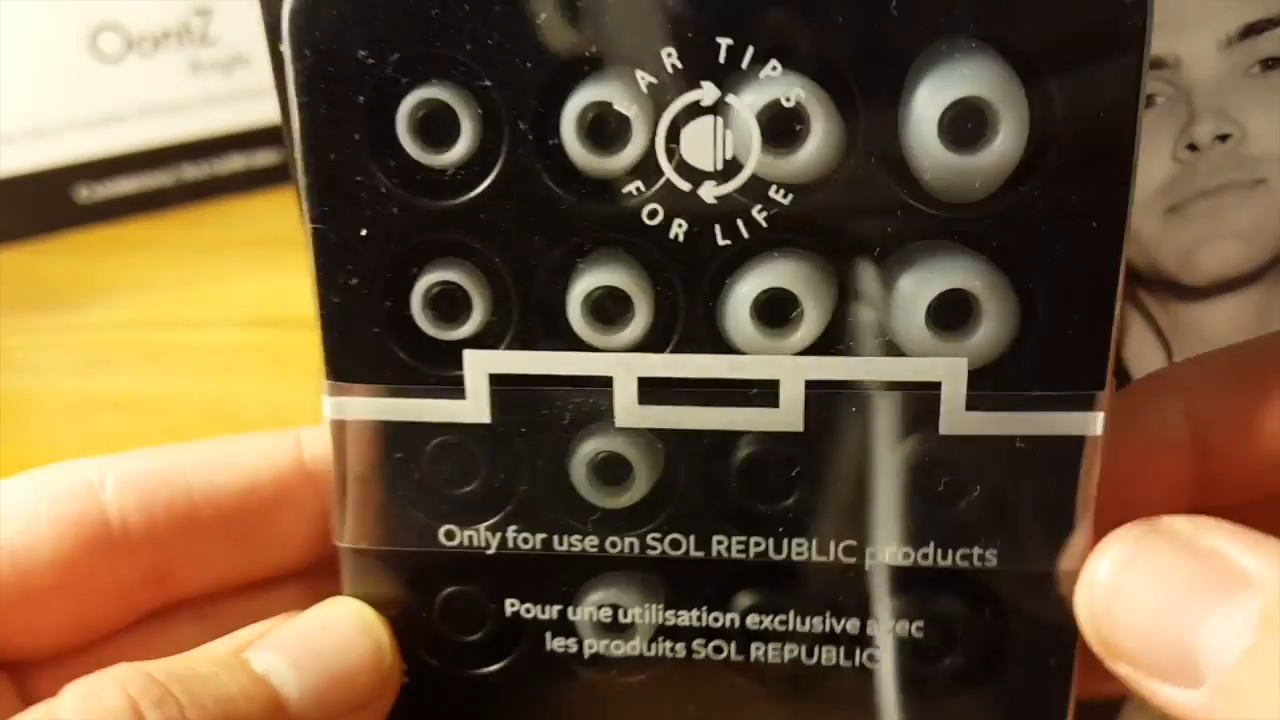 EAR TIPS
FOR LIFE
Only for use on SOL REPUBLIC products
Pour une utilisation exclusive avec
les produits SOL REPUBLIC